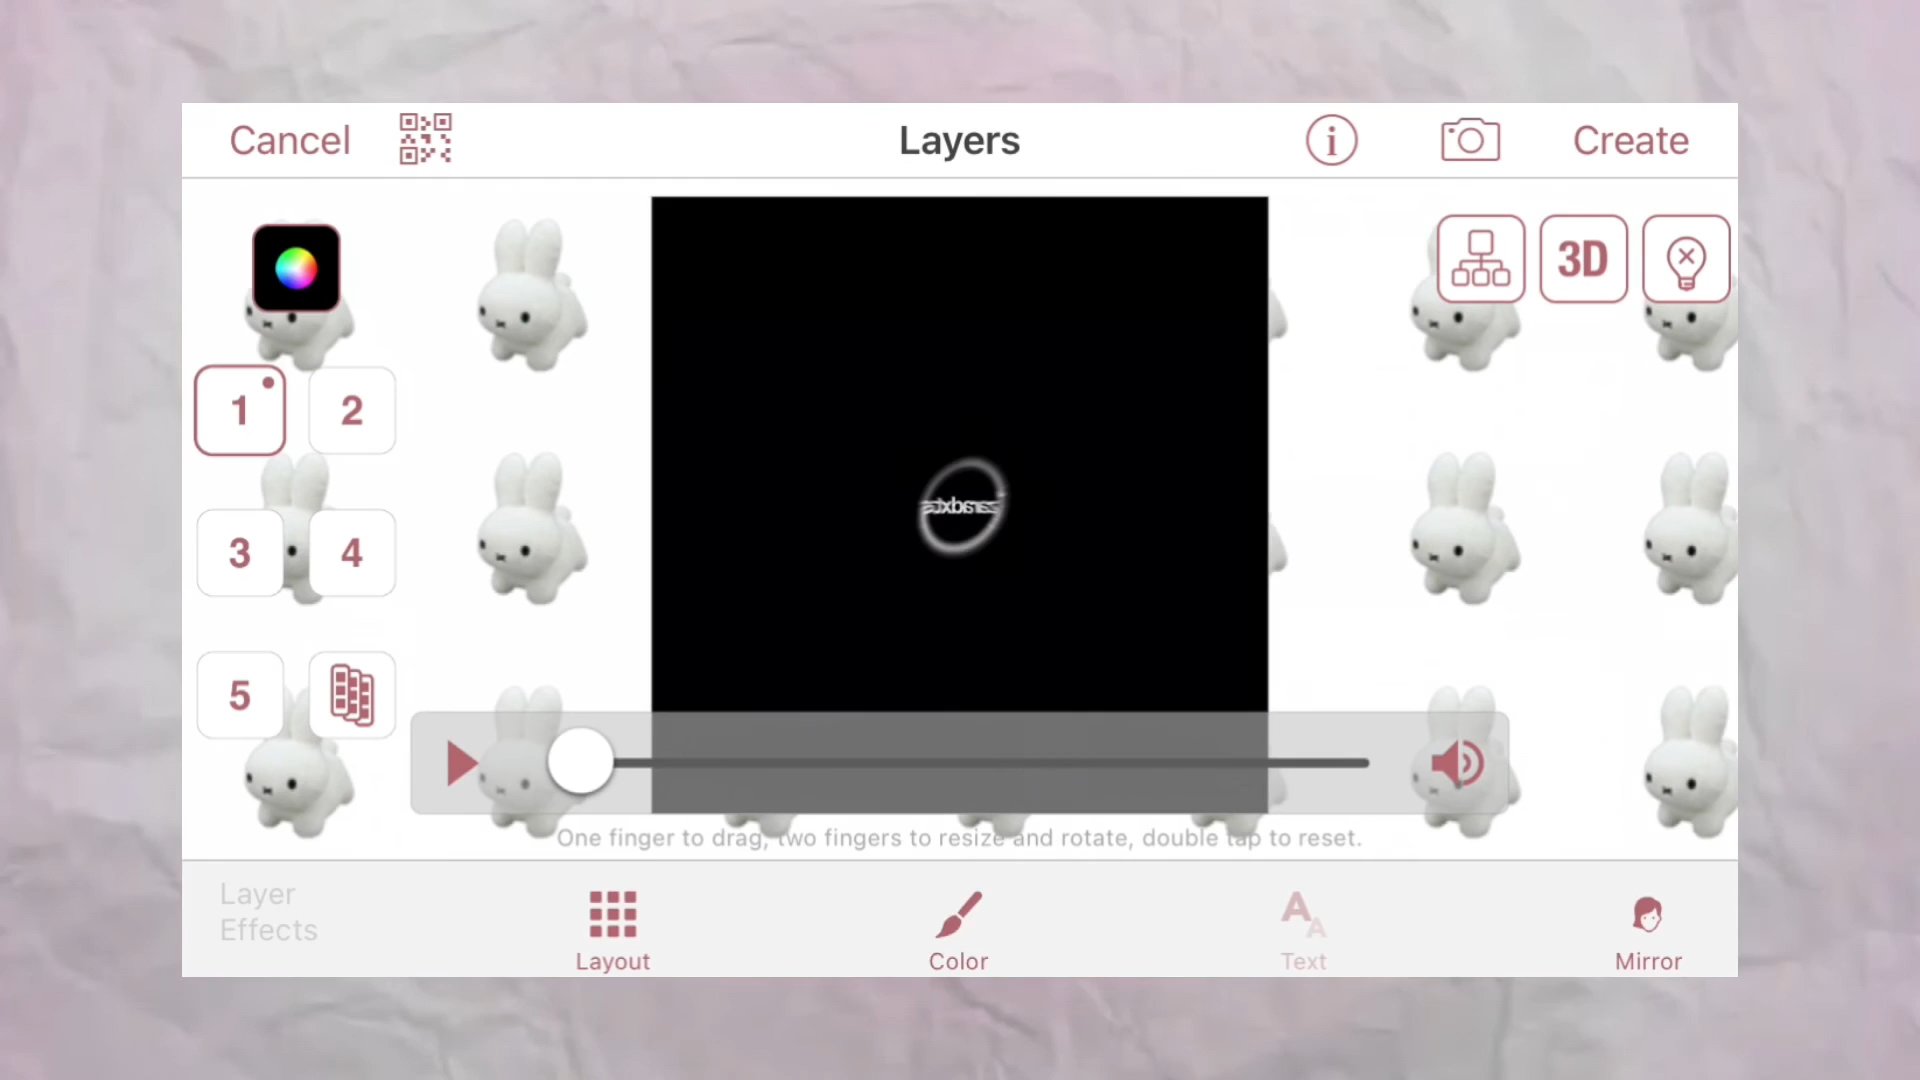 Cancel
Layers
Create
3D
1
2
3
4
5
One finger to drag, two fingers to resize and rotate, double tap to reset.
Layer
Effects
Layout
Color
Text
Mirror